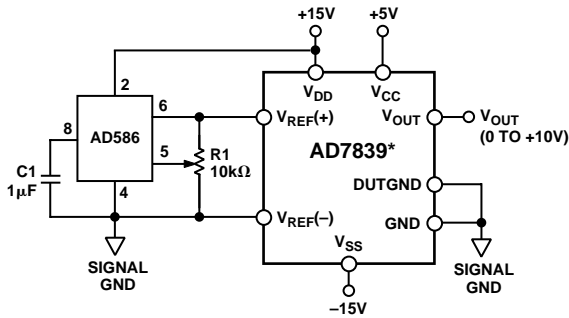 +15V
+5V
2
VDD
VCC
6
VREF(+)
VOUT
VOUT
(0 TO +10V)
8
AD586
R1
10kΩ
AD7839*
C1
1µF
5
DUTGND
4
VREF(–)
GND
VSS
SIGNAL
GND
SIGNAL
GND
–15V